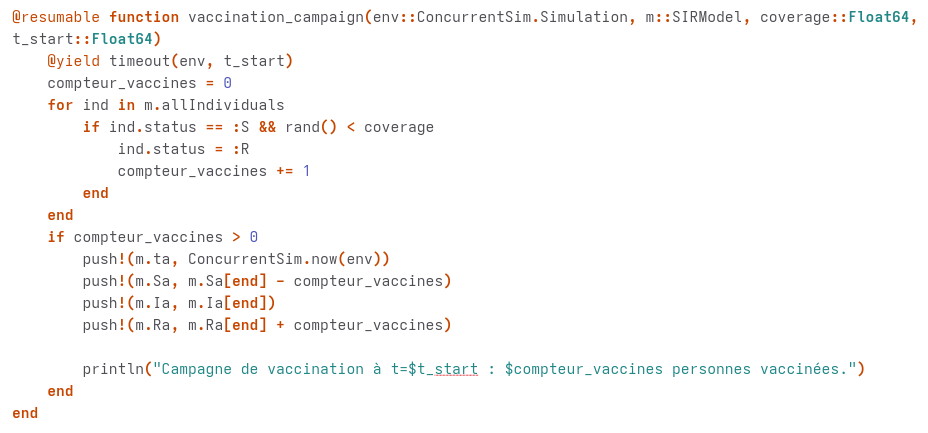 @resumable function vaccination_campaign(env::ConcurrentSim.Simulation, m::SIRModel, coverage::Float64,
t_start::Float64)
    @yield timeout(env, t_start)
    compteur_vaccines = 0
    for ind in m.allIndividuals
        if ind.status == :S && rand() < coverage
            ind.status = :R
            compteur_vaccines += 1
        end
    end
    if compteur_vaccines > 0
        push!(m.ta, ConcurrentSim.now(env))
        push!(m.Sa, m.Sa[end] - compteur_vaccines)
        push!(m.Ia, m.Ia[end])
        push!(m.Ra, m.Ra[end] + compteur_vaccines)

        println("Campagne de vaccination à t=$t_start : $compteur_vaccines personnes vaccinées.")
    end
end